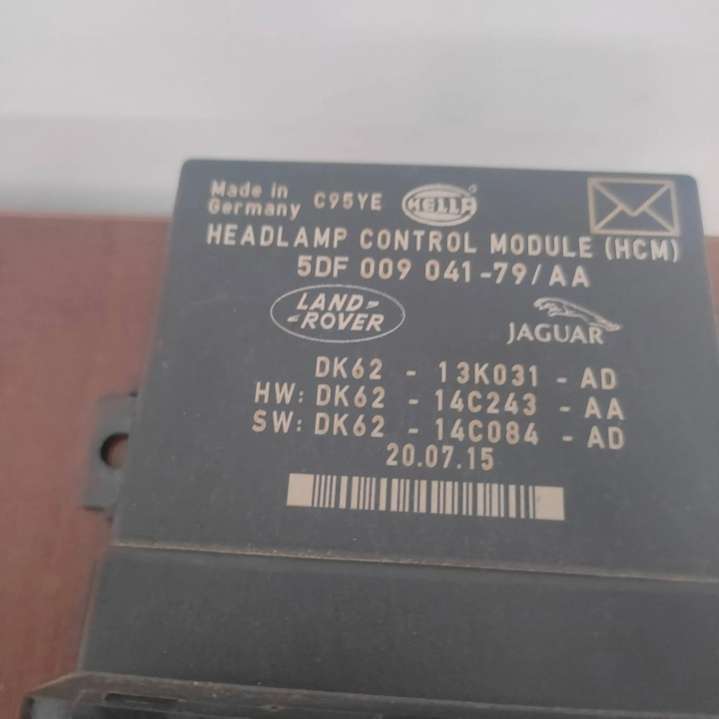 Made in
Germany C95YE HELLA
HEADLAMP CONTROL MODULE (HCM)
5DF 009 041-79/AA
LAND-
-ROVER
JAGUAR
DK62 - 13K031 - AD
HW: DK62 - 14C243 - AA
SW: DK62 - 14C084 - AD
20.07.15